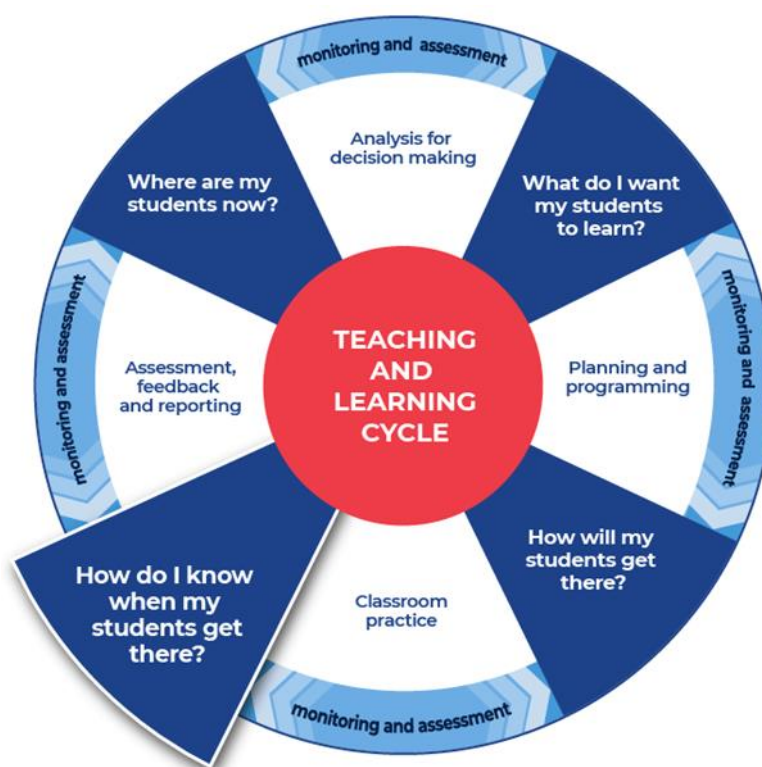 monitoring and assessment
Analysis for
decision making
Where are my
students now?
What do I want
my students
to learn?
monitoring and assessment
monitoring and assessment
TEACHING
AND
LEARNING
CYCLE
Assessment,
feedback
and reporting
Planning and
programming
How will my
students get
there?
How do I know
when my
students get
there?
Classroom
practice
monitoring and assessment